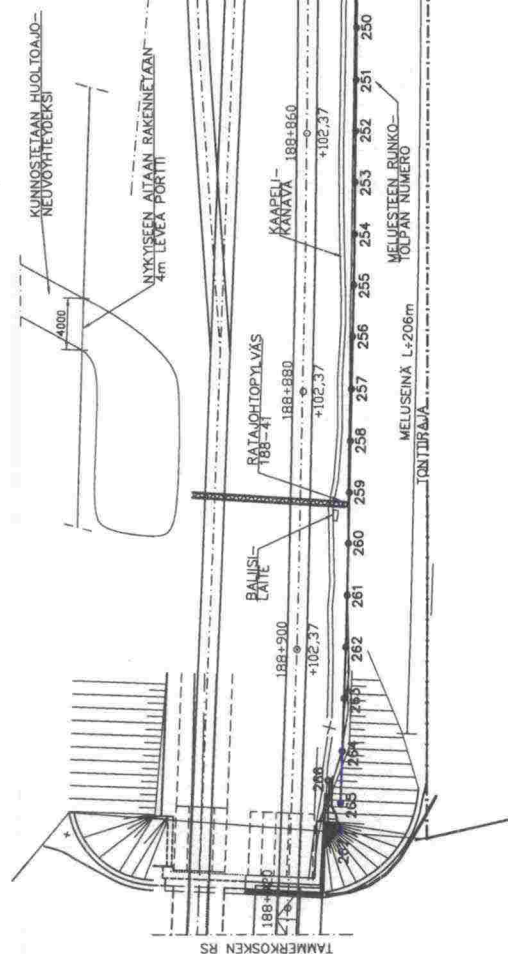 KUNNOSTETAAN HUOLTOAJO-
NEUVOYHTEYDEKSI
NYKYISEEN AITAAN RAKENNETAAN
4m LEVEÄ PORTTI
4000
188+860
+102,37
KAAPELI-
KANAVA
188+880
+102,37
RATAJOHTOPYLVÄS
188-41
BALIISI-
LAITE
188+900
+102,37
250
251
252
253
254
255
256
257
258
259
260
261
262
263
264
265
266
267
MELUESTEEN RUNKO-
TOLPAN NUMERO
MELUSEINÄ L=206m
TONTTIRAJA
TAMMERKOSKEN RS